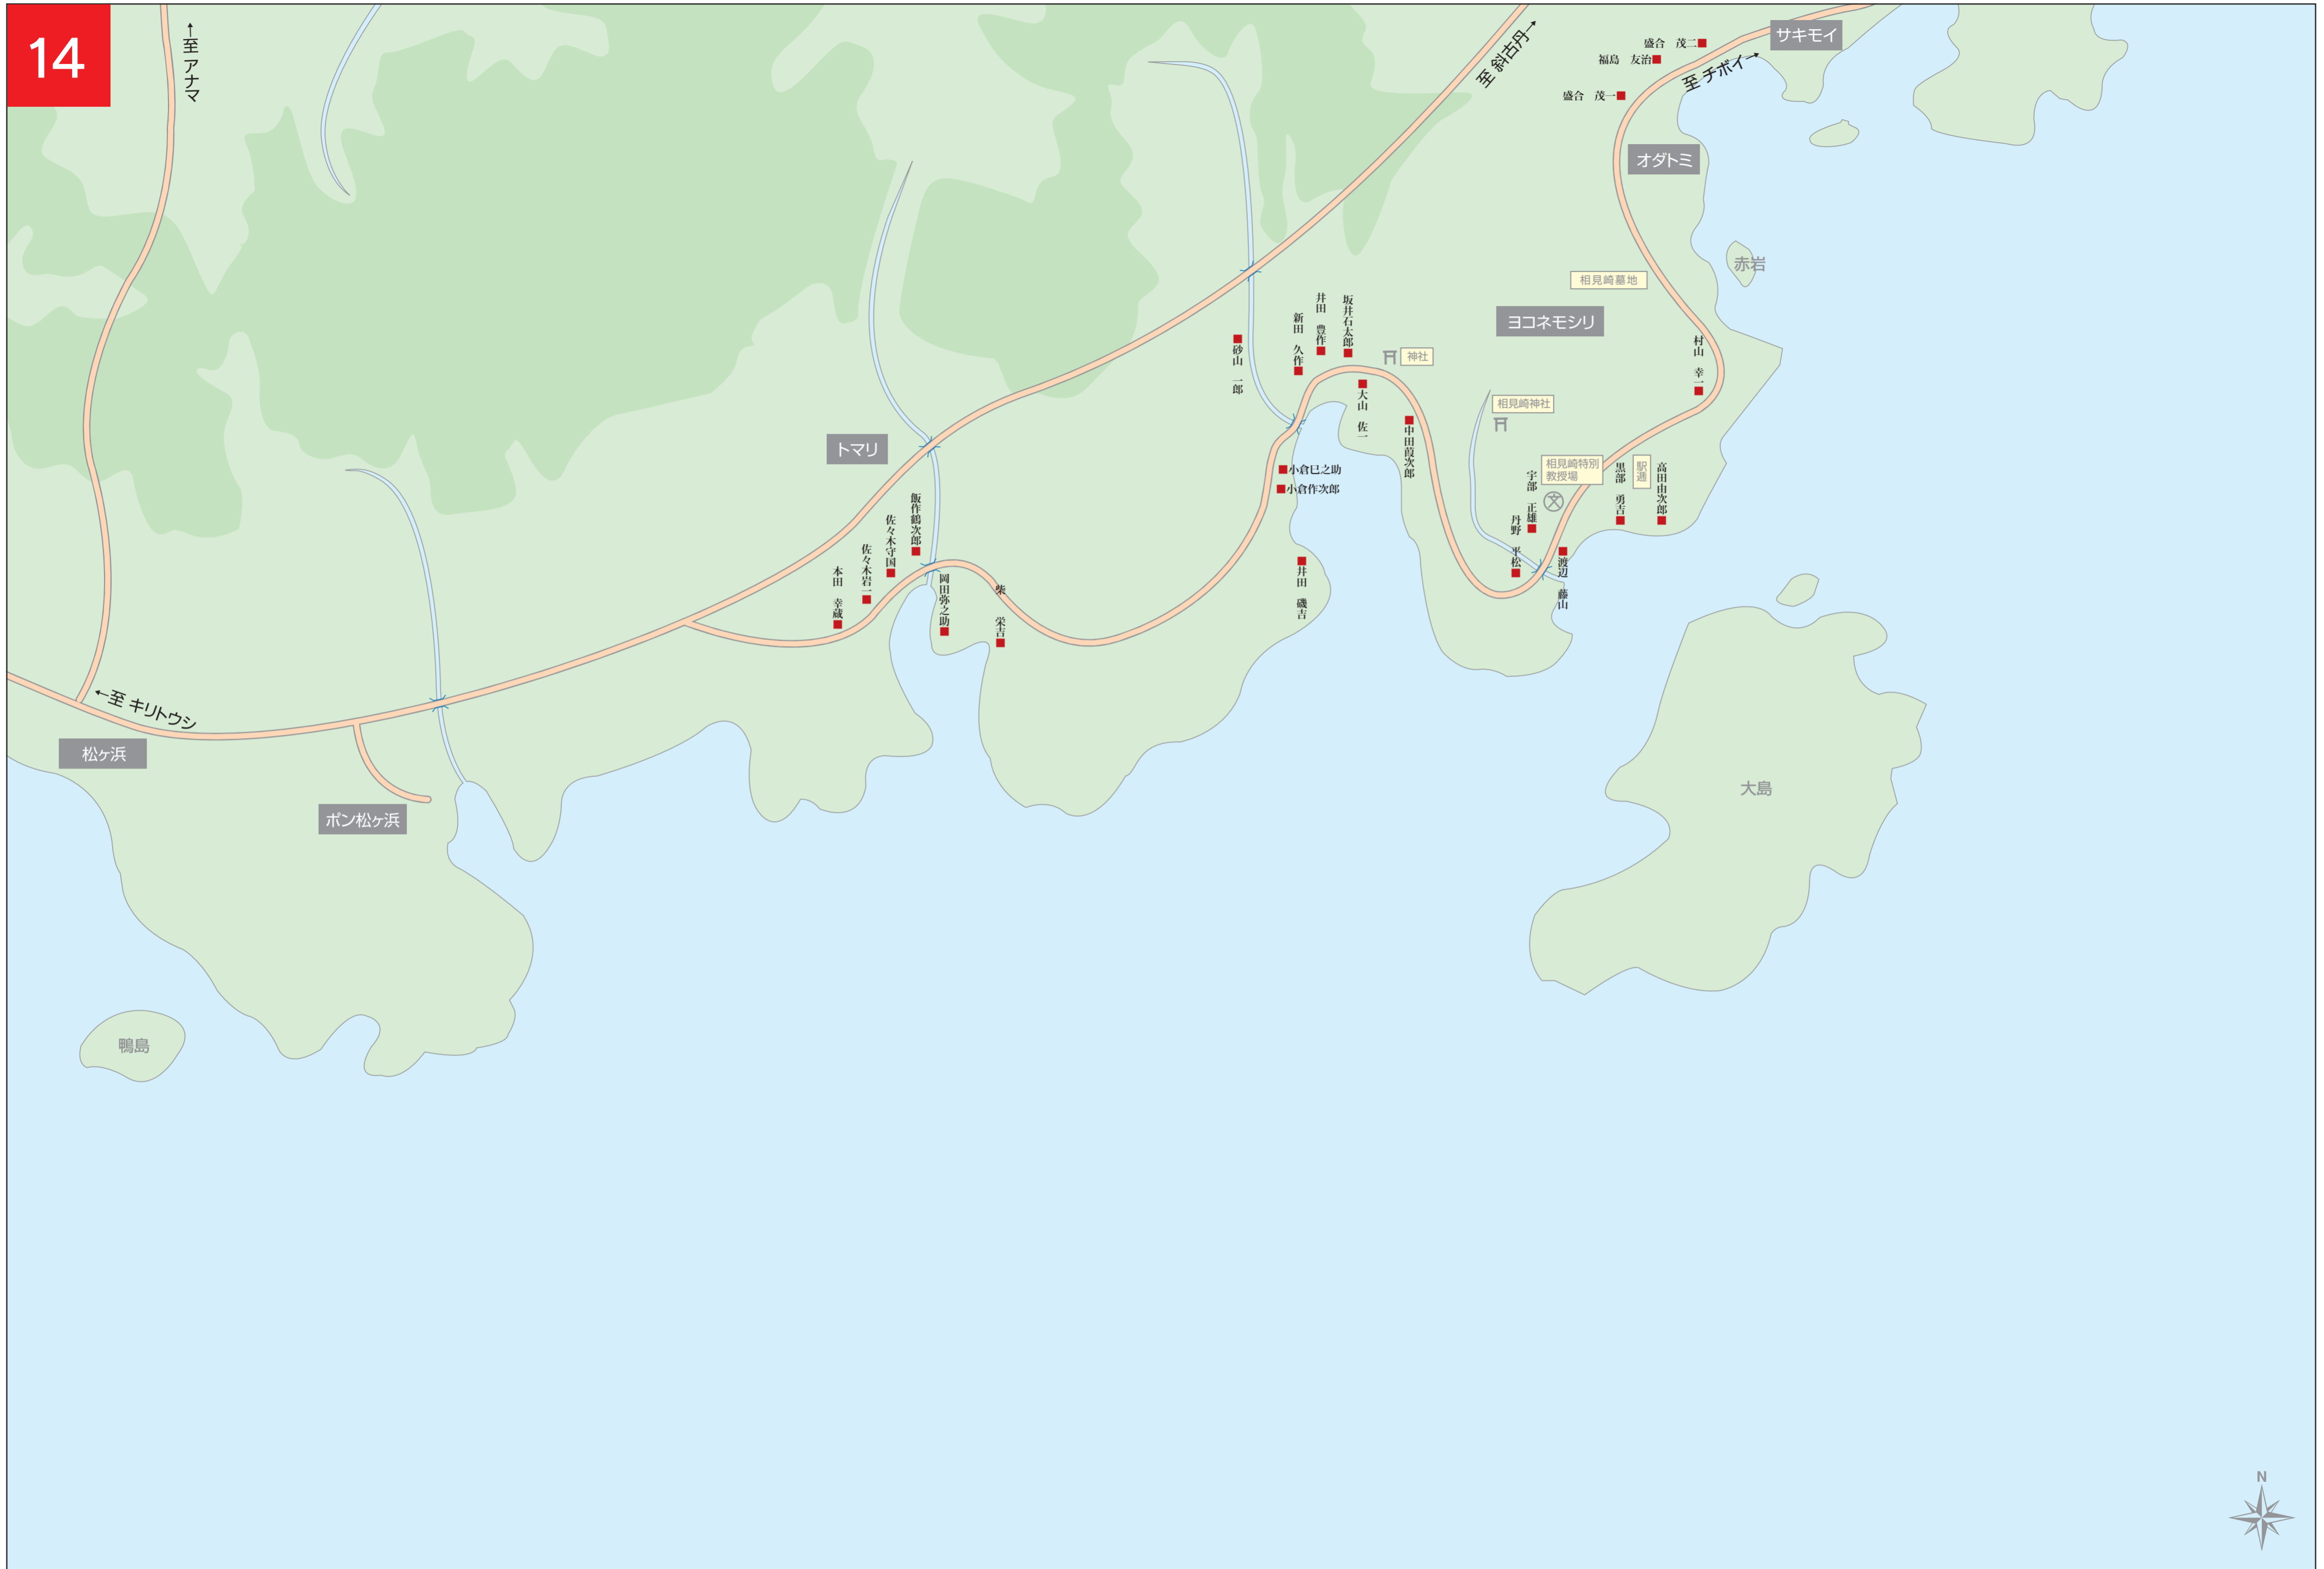 14
←至 アナマ
至 斜古丹→
盛合　茂二
サキモイ
福島　友治
至 チボイ→
盛合　茂一
オダトミ
赤岩
相見崎墓地
ヨコネモシリ
坂井石太郎
井田　豊作
新田　久作
砂山　一郎
神社
村山　幸一
大山　佐一
相見崎神社
中田葭次郎
トマリ
小倉巳之助
小倉作次郎
相見崎特別
教授場
駅逓
高田由次郎
黒部　勇吉
宇部　正雄
丹野　平松
渡辺　藤山
飯作鶴次郎
佐々木守国
佐々木岩一
本田　幸蔵
岡田弥之助
柴　栄吉
井田　磯吉
←至 キリトウシ
松ヶ浜
ポン松ヶ浜
大島
鴨島
N